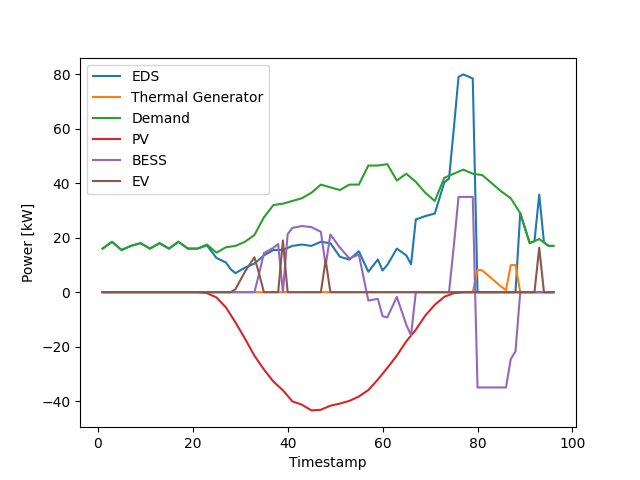 EDS
Thermal Generator
Demand
PV
BESS
EV
80
60
40
20
0
−20
−40
Power [kW]
0 20 40 60 80 100
Timestamp